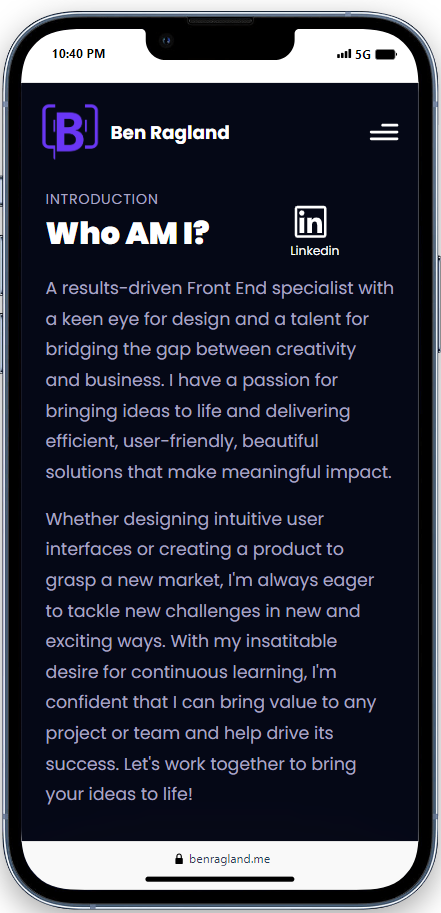 10:40 PM
5G
B
Ben Ragland
INTRODUCTION
Who AM I?
in
Linkedin
A results-driven Front End specialist with
a keen eye for design and a talent for
bridging the gap between creativity
and business. I have a passion for
bringing ideas to life and delivering
efficient, user-friendly, beautiful
solutions that make meaningful impact.
Whether designing intuitive user
interfaces or creating a product to
grasp a new market, I'm always eager
to tackle new challenges in new and
exciting ways. With my insatitable
desire for continuous learning, I'm
confident that I can bring value to any
project or team and help drive its
success. Let's work together to bring
your ideas to life!
benragland.me